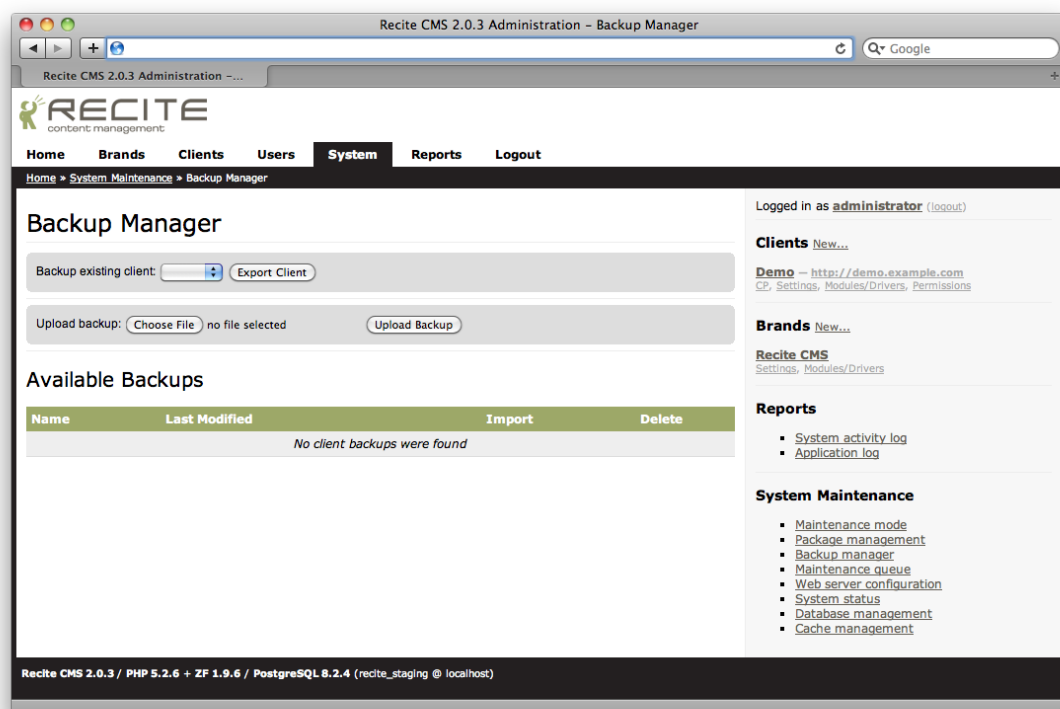 Recite CMS 2.0.3 Administration – Backup Manager
Google
Recite CMS 2.0.3 Administration –...
RECITE
content management
Home Brands Clients Users System Reports Logout
Home » System Maintenance » Backup Manager
Backup Manager
Backup existing client: Export Client
Upload backup: Choose File no file selected Upload Backup
Available Backups
Name Last Modified Import Delete
No client backups were found
Logged in as administrator (logout)
Clients New...
Demo – http://demo.example.com
CP, Settings, Modules/Drivers, Permissions
Brands New...
Recite CMS
Settings, Modules/Drivers
Reports
System activity log
Application log
System Maintenance
Maintenance mode
Package management
Backup manager
Maintenance queue
Web server configuration
System status
Database management
Cache management
Recite CMS 2.0.3 / PHP 5.2.6 + ZF 1.9.6 / PostgreSQL 8.2.4 (recite_staging @ localhost)